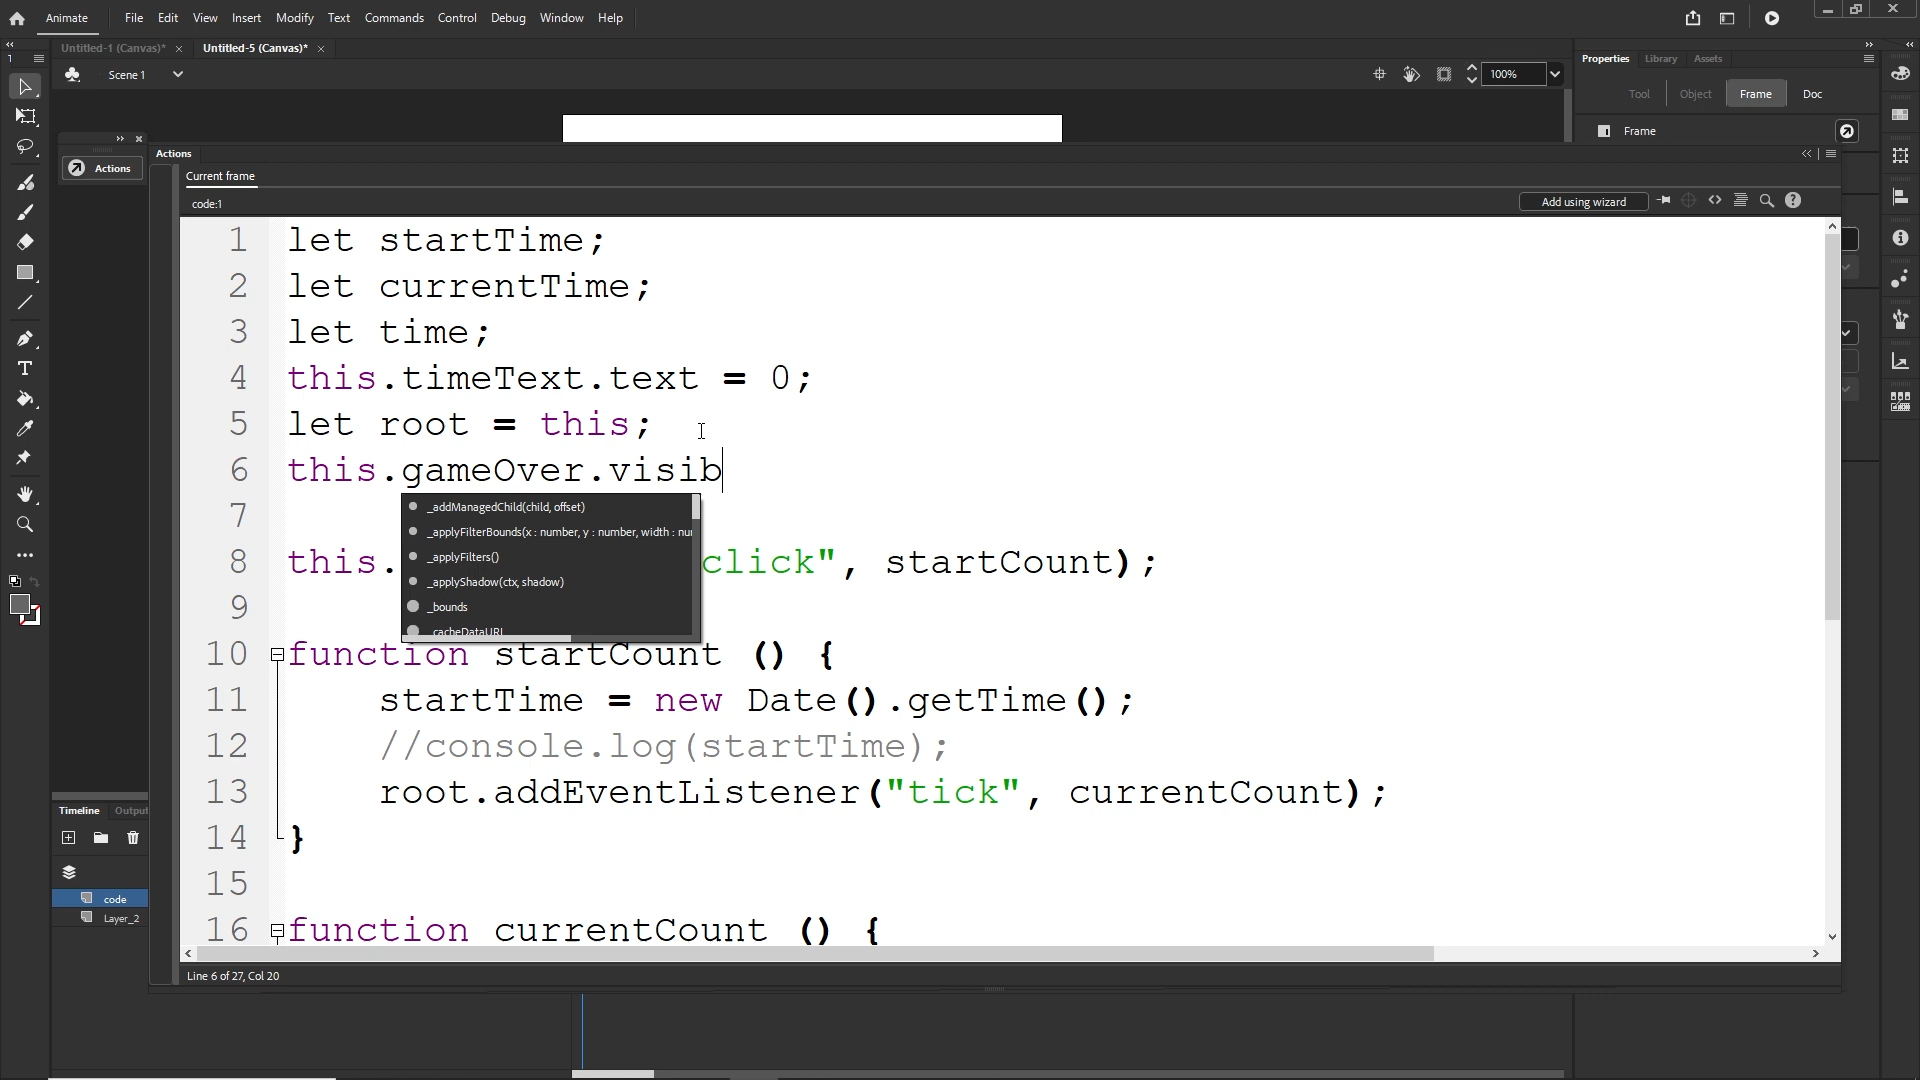 Animate File Edit View Insert Modify Text Commands Control Debug Window Help
Untitled-1 (Canvas)* × Untitled-5 (Canvas)* ×
Scene 1 100%
Properties Library Assets
Tool Object Frame Doc
Frame
Actions
Actions
Current frame
code:1 Add using wizard
1 let startTime;
2 let currentTime;
3 let time;
4 this.timeText.text = 0;
5 let root = this;
6 this.gameOver.visib
_addManagedChild(child, offset)
7
_applyFilterBounds(x : number, y : number, width : nu
_applyFilters()
8 this. click", startCount);
_applyShadow(ctx, shadow)
9
_bounds
_cacheDataURL
10 function startCount () {
11 startTime = new Date().getTime();
12 //console.log(startTime);
13 root.addEventListener("tick", currentCount);
14 }
15
16 function currentCount () {
Line 6 of 27, Col 20
Timeline Output
code
Layer_2